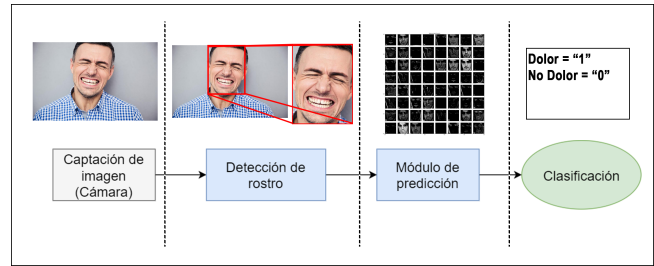 Dolor = “1”
No Dolor = “0”
Captación de
imagen
(Cámara)
Detección de
rostro
Módulo de
predicción
Clasificación